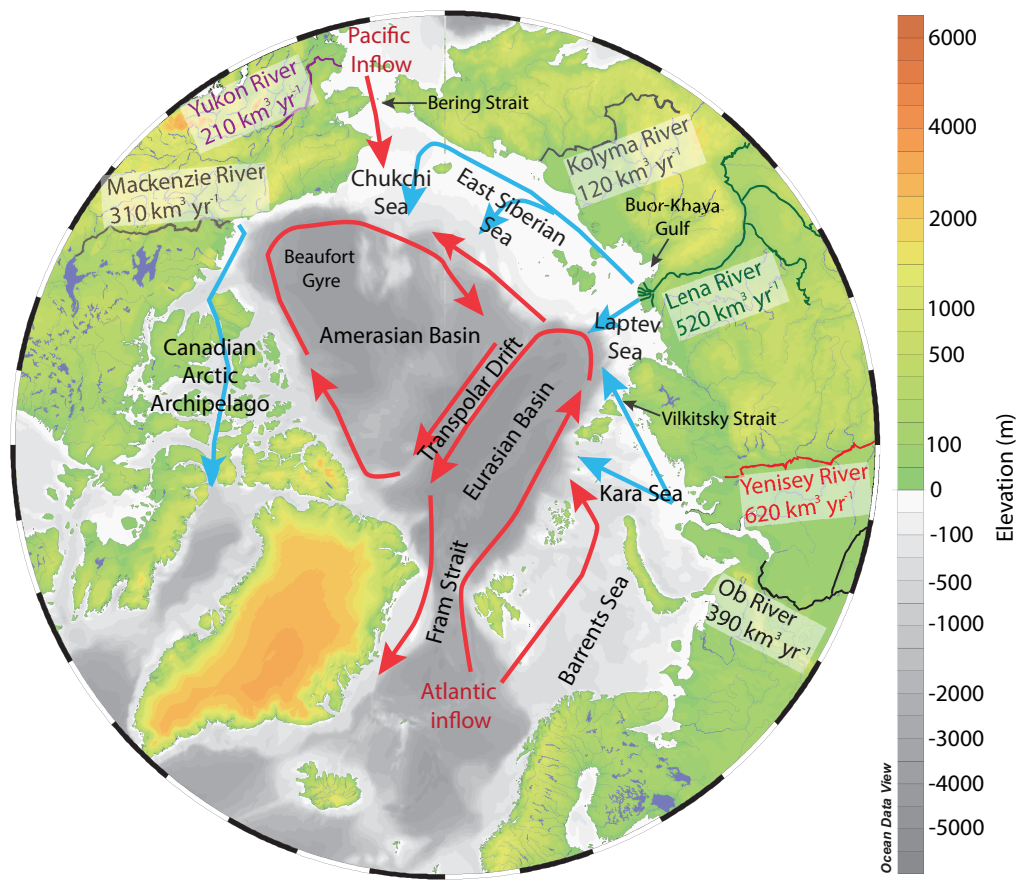 Pacific
Inflow
Yukon River
210 km³ yr⁻¹
Bering Strait
Mackenzie River
310 km³ yr⁻¹
Kolyma River
120 km³ yr⁻¹
Chukchi
Sea
East Siberian
Sea
Buor-Khaya
Gulf
Beaufort
Gyre
Lena River
520 km³ yr⁻¹
Laptev
Sea
Amerasian Basin
Canadian
Arctic
Archipelago
Transpolar Drift
Eurasian Basin
Vilkitsky Strait
Kara Sea
Yenisey River
620 km³ yr⁻¹
Fram Strait
Barrents Sea
Ob River
390 km³ yr⁻¹
Atlantic
inflow
6000
4000
2000
1000
500
100
0
-100
-500
-1000
-2000
-3000
-4000
-5000
Elevation (m)
Ocean Data View